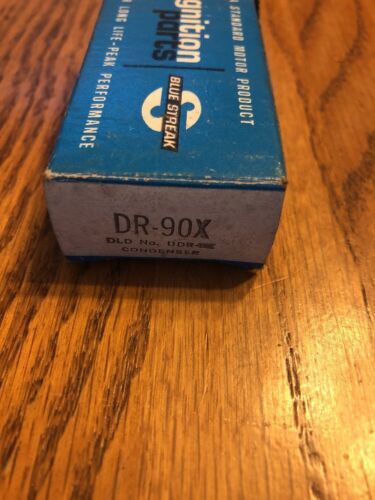 A STANDARD MOTOR PRODUCT
ignition
parts
S
BLUE STREAK
LONG LIFE-PEAK PERFORMANCE
DR-90X
OLD No.
CONDENSER